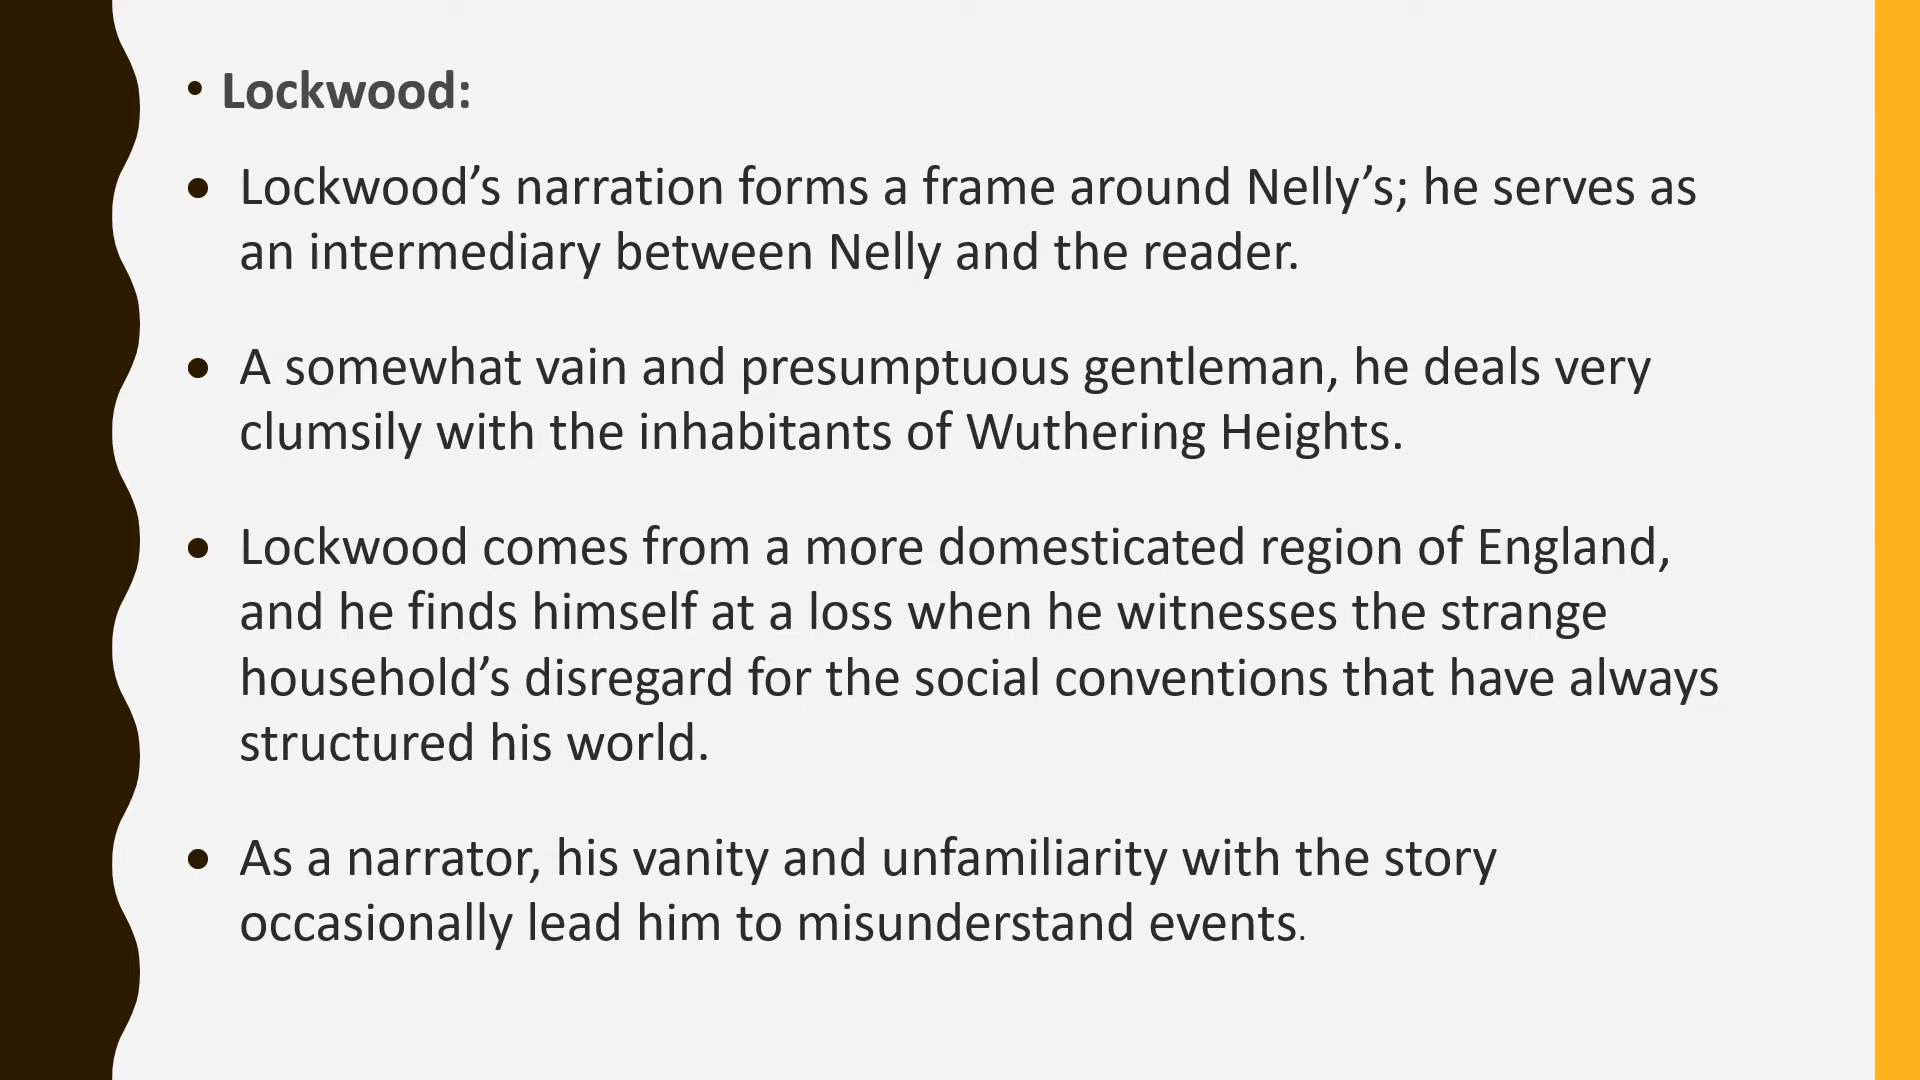 • Lockwood:
• Lockwood’s narration forms a frame around Nelly’s; he serves as
an intermediary between Nelly and the reader.
• A somewhat vain and presumptuous gentleman, he deals very
clumsily with the inhabitants of Wuthering Heights.
• Lockwood comes from a more domesticated region of England,
and he finds himself at a loss when he witnesses the strange
household’s disregard for the social conventions that have always
structured his world.
• As a narrator, his vanity and unfamiliarity with the story
occasionally lead him to misunderstand events.